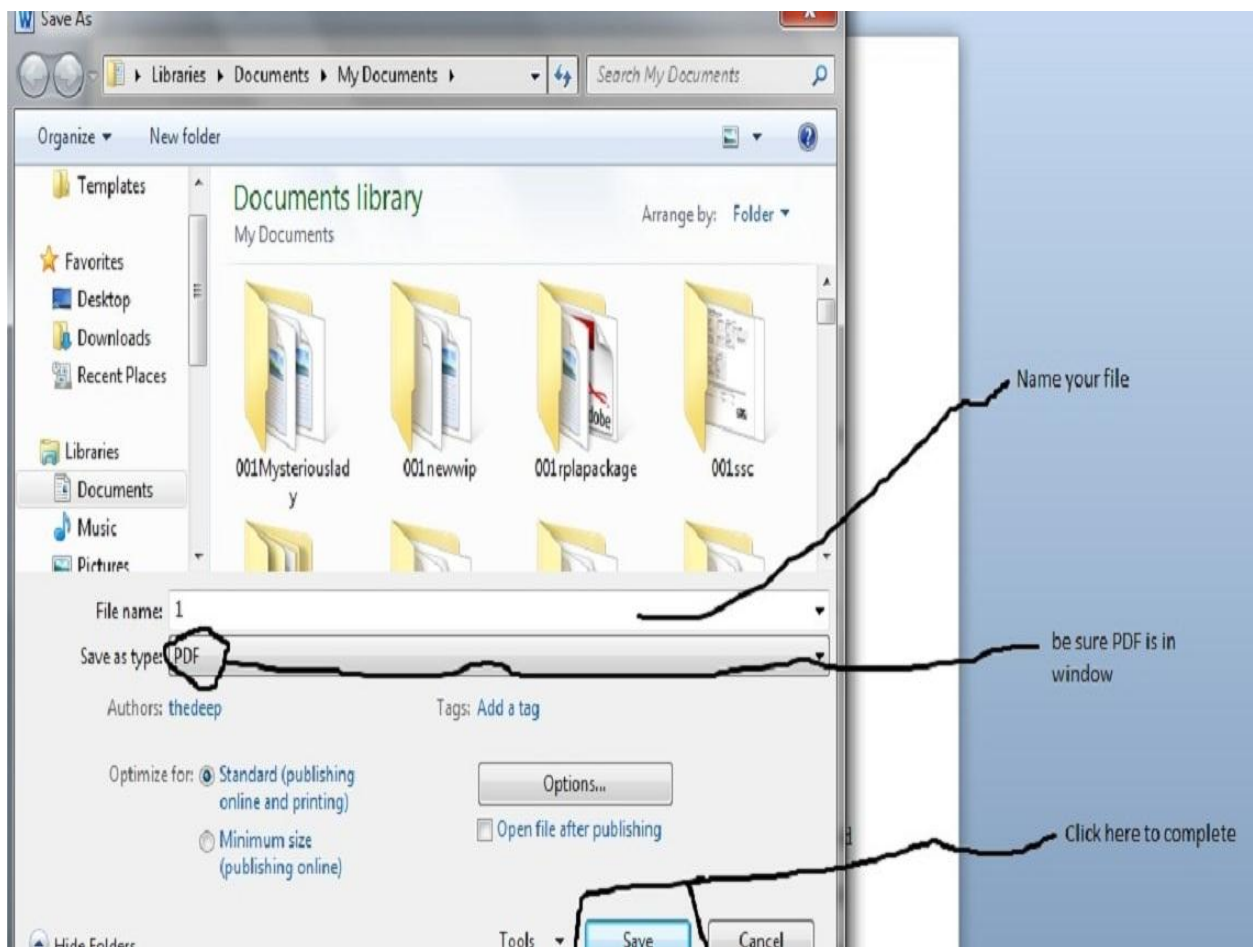 Save As
Libraries Documents My Documents
Search My Documents
Organize
New folder
Templates
Favorites
Desktop
Downloads
Recent Places
Libraries
Documents
Music
Pictures
Documents library
My Documents
Arrange by: Folder
001Mysteriouslad
y
001newwip
001rplapackage
001ssc
dobe
Name your file
File name: 1
Save as type: PDF
be sure PDF is in
window
Authors: thedeep
Tags: Add a tag
Optimize for: Standard (publishing
online and printing)
Minimum size
(publishing online)
Options...
Open file after publishing
Click here to complete
Hide Folders
Tools
Save
Cancel